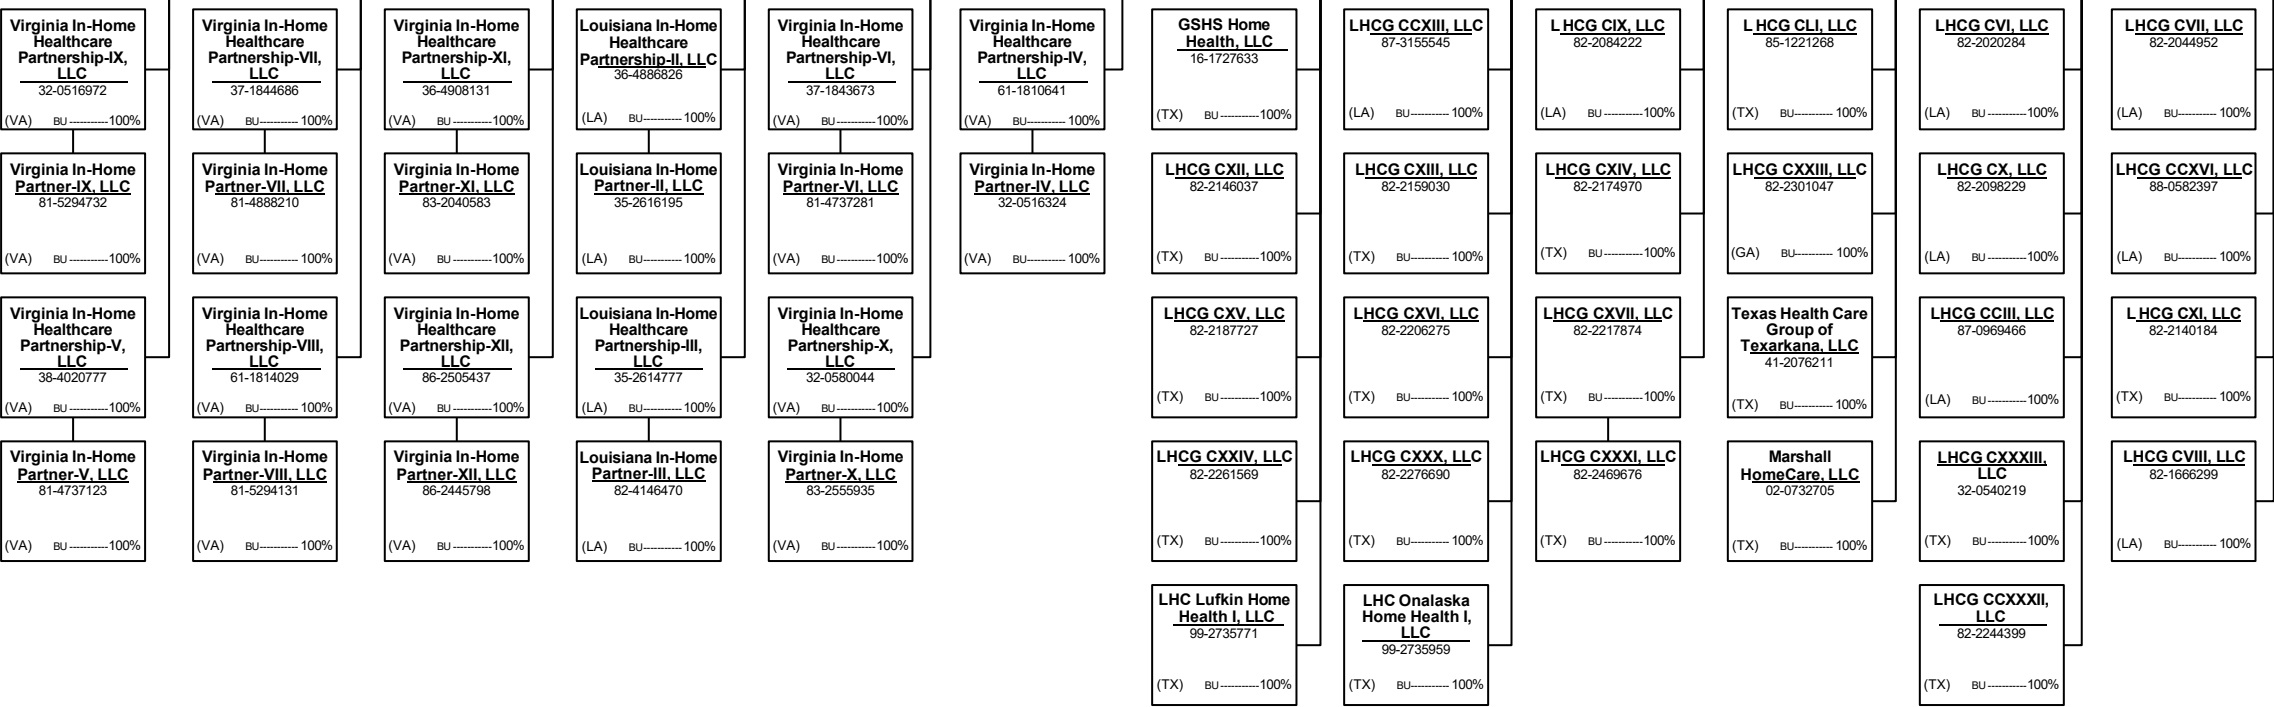 Virginia In-Home
Healthcare
Partnership-IX,
LLC
32-0516972
(VA) BU -----------100%
Virginia In-Home
Healthcare
Partnership-VII,
LLC
37-1844686
(VA) BU----------- 100%
Virginia In-Home
Healthcare
Partnership-XI,
LLC
36-4908131
(VA) BU -----------100%
Louisiana In-Home
Healthcare
Partnership-II, LLC
36-4886826
(LA) BU----------- 100%
Virginia In-Home
Healthcare
Partnership-VI,
LLC
37-1843673
(VA) BU -----------100%
Virginia In-Home
Healthcare
Partnership-IV,
LLC
61-1810641
(VA) BU----------- 100%
GSHS Home
Health, LLC
16-1727633
(TX) BU -----------100%
LHCG CCXIII, LLC
87-3155545
(LA) BU----------- 100%
LHCG CIX, LLC
82-2084222
(LA) BU -----------100%
LHCG CLI, LLC
85-1221268
(TX) BU----------- 100%
LHCG CVI, LLC
82-2020284
(LA) BU -----------100%
LHCG CVII, LLC
82-2044952
(LA) BU----------- 100%
Virginia In-Home
Partner-IX, LLC
81-5294732
(VA) BU -----------100%
Virginia In-Home
Partner-VII, LLC
81-4888210
(VA) BU----------- 100%
Virginia In-Home
Partner-XI, LLC
83-2040583
(VA) BU -----------100%
Louisiana In-Home
Partner-II, LLC
35-2616195
(LA) BU----------- 100%
Virginia In-Home
Partner-VI, LLC
81-4737281
(VA) BU -----------100%
Virginia In-Home
Partner-IV, LLC
32-0516324
(VA) BU----------- 100%
LHCG CXII, LLC
82-2146037
(TX) BU -----------100%
LHCG CXIII, LLC
82-2159030
(TX) BU----------- 100%
LHCG CXIV, LLC
82-2174970
(TX) BU -----------100%
LHCG CXXIII, LLC
82-2301047
(GA) BU----------- 100%
LHCG CX, LLC
82-2098229
(LA) BU -----------100%
LHCG CCXVI, LLC
88-0582397
(LA) BU----------- 100%
Virginia In-Home
Healthcare
Partnership-V,
LLC
38-4020777
(VA) BU -----------100%
Virginia In-Home
Healthcare
Partnership-VIII,
LLC
61-1814029
(VA) BU----------- 100%
Virginia In-Home
Healthcare
Partnership-XII,
LLC
86-2505437
(VA) BU -----------100%
Louisiana In-Home
Healthcare
Partnership-III,
LLC
35-2614777
(LA) BU----------- 100%
Virginia In-Home
Healthcare
Partnership-X,
LLC
32-0580044
(VA) BU -----------100%
LHCG CXV, LLC
82-2187727
(TX) BU -----------100%
LHCG CXVI, LLC
82-2206275
(TX) BU----------- 100%
LHCG CXVII, LLC
82-2217874
(TX) BU -----------100%
Texas Health Care
Group of
Texarkana, LLC
41-2076211
(TX) BU----------- 100%
LHCG CCIII, LLC
87-0969466
(LA) BU -----------100%
LHCG CXI, LLC
82-2140184
(TX) BU----------- 100%
Virginia In-Home
Partner-V, LLC
81-4737123
(VA) BU -----------100%
Virginia In-Home
Partner-VIII, LLC
81-5294131
(VA) BU----------- 100%
Virginia In-Home
Partner-XII, LLC
86-2445798
(VA) BU -----------100%
Louisiana In-Home
Partner-III, LLC
82-4146470
(LA) BU----------- 100%
Virginia In-Home
Partner-X, LLC
83-2555935
(VA) BU -----------100%
LHCG CXXIV, LLC
82-2261569
(TX) BU -----------100%
LHCG CXXX, LLC
82-2276690
(TX) BU----------- 100%
LHCG CXXXI, LLC
82-2469676
(TX) BU -----------100%
Marshall
HomeCare, LLC
02-0732705
(TX) BU----------- 100%
LHCG CXXXIII,
LLC
32-0540219
(TX) BU -----------100%
LHCG CVIII, LLC
82-1666299
(LA) BU----------- 100%
LHC Lufkin Home
Health I, LLC
99-2735771
(TX) BU -----------100%
LHC Onalaska
Home Health I,
LLC
99-2735959
(TX) BU----------- 100%
LHCG CCXXXII,
LLC
82-2244399
(TX) BU -----------100%